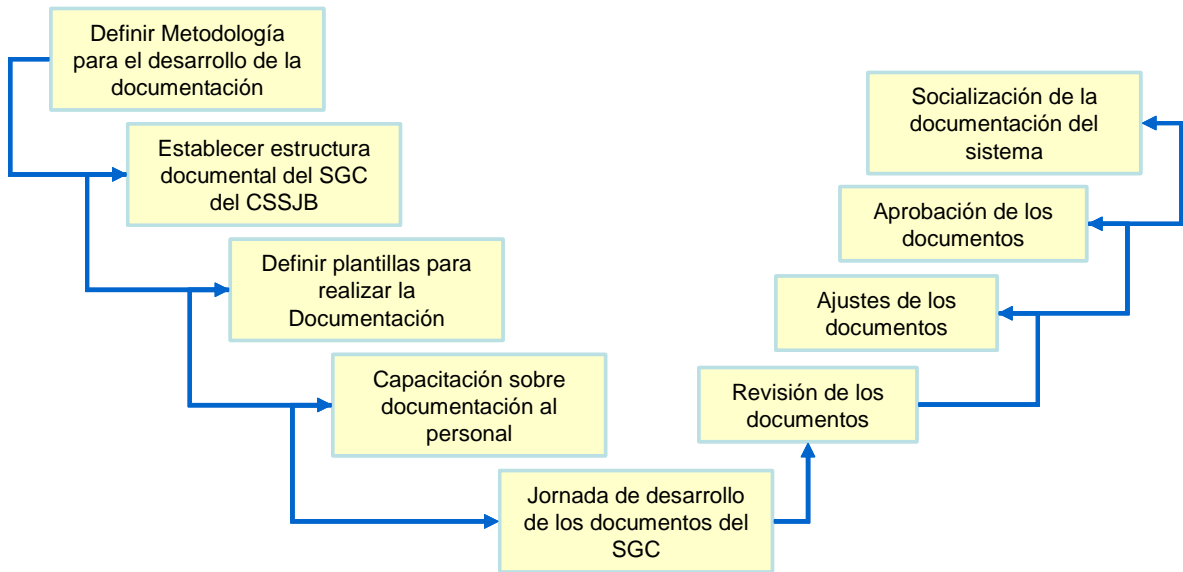 Definir Metodología
para el desarrollo de la
documentación
Establecer estructura
documental del SGC
del CSSJB
Definir plantillas para
realizar la
Documentación
Capacitación sobre
documentación al
personal
Jornada de desarrollo
de los documentos del
SGC
Revisión de los
documentos
Ajustes de los
documentos
Aprobación de los
documentos
Socialización de la
documentación del
sistema